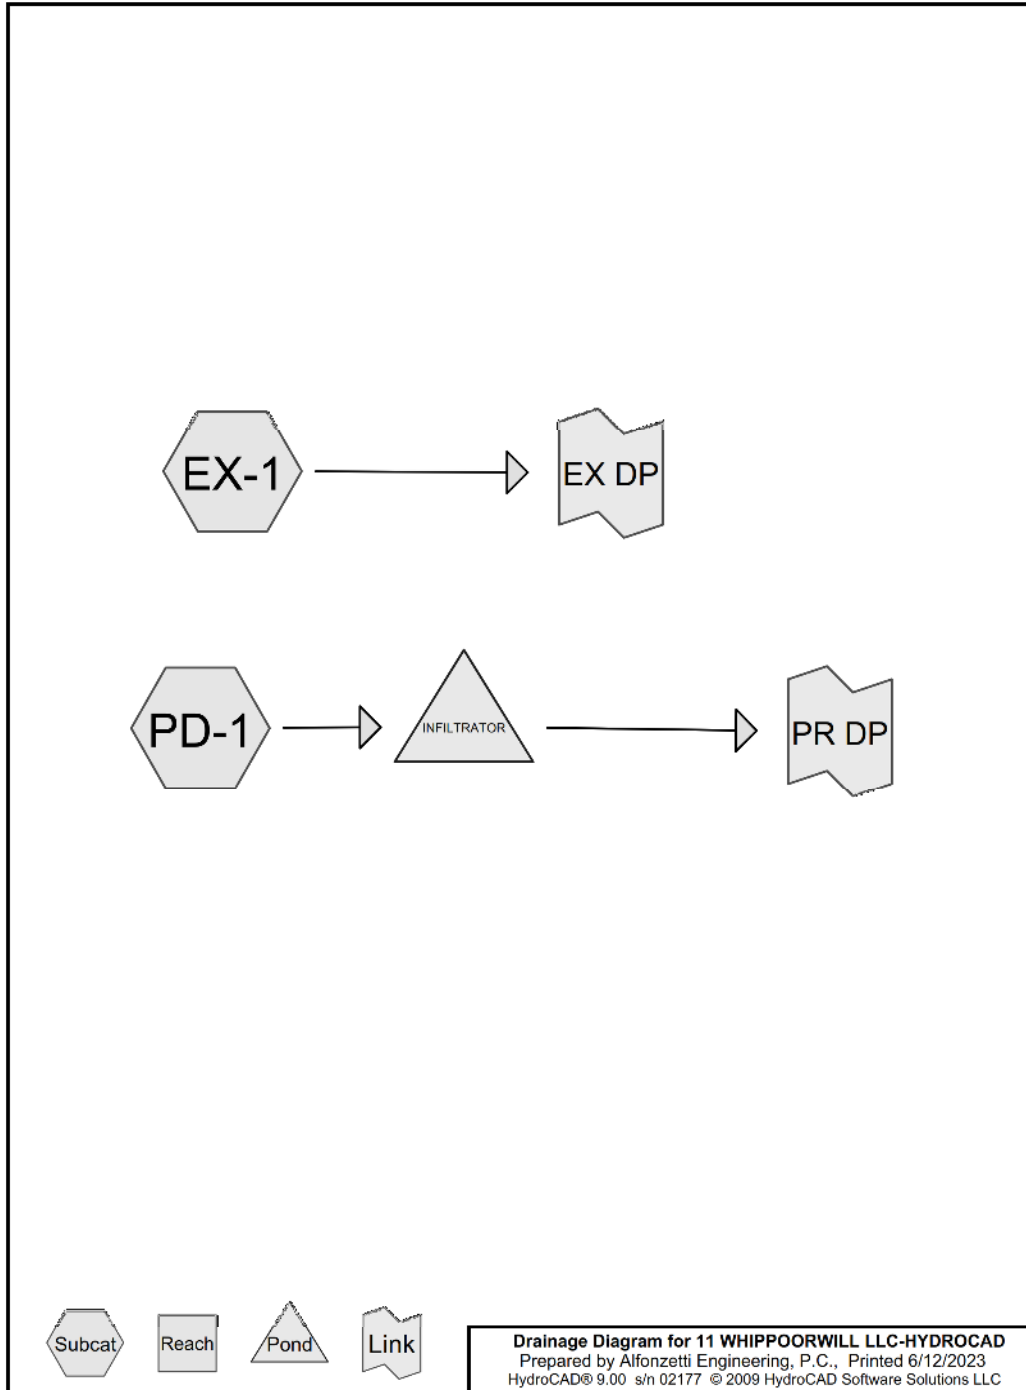 EX-1
EX DP
PD-1
INFILTRATOR
PR DP
Subcat
Reach
Pond
Link
Drainage Diagram for 11 WHIPPOORWILL LLC-HYDROCAD
Prepared by Alfonzetti Engineering, P.C., Printed 6/12/2023
HydroCAD® 9.00 s/n 02177 © 2009 HydroCAD Software Solutions LLC